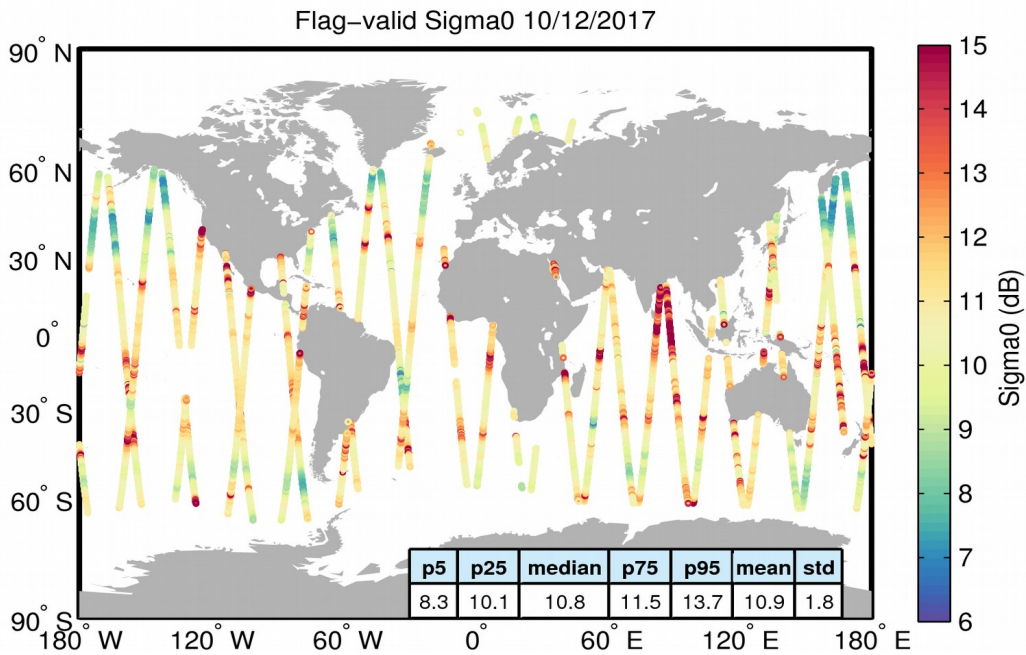 Flag−valid Sigma0 10/12/2017
90° N
60° N
30° N
0°
30° S
60° S
90° S
180° W
120° W
60° W
0°
60° E
120° E
180° E
15
14
13
12
11
10
9
8
7
6
Sigma0 (dB)
p5 p25 median p75 p95 mean std
8.3 10.1 10.8 11.5 13.7 10.9 1.8